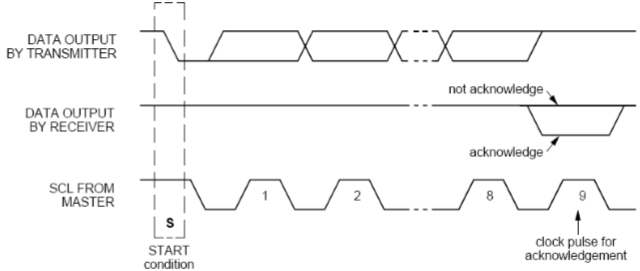 DATA OUTPUT
BY TRANSMITTER
not acknowledge
DATA OUTPUT
BY RECEIVER
acknowledge
SCL FROM
MASTER
1
2
8
9
S
START
condition
clock pulse for
acknowledgement